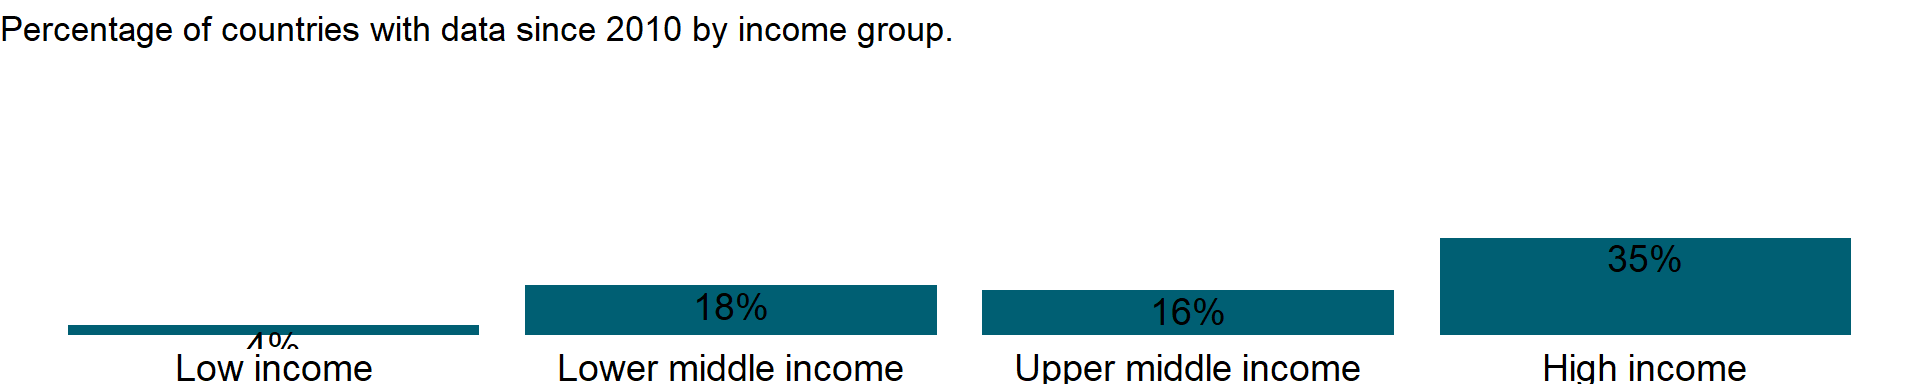 Percentage of countries with data since 2010 by income group.
35%
18%
16%
4%
Low income
Lower middle income
Upper middle income
High income